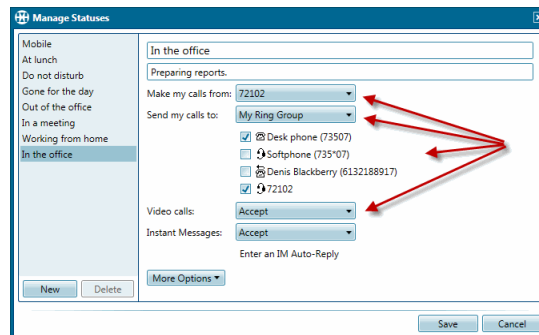 Manage Statuses
Mobile
At lunch
Do not disturb
Gone for the day
Out of the office
In a meeting
Working from home
In the office
New
Delete
In the office
Preparing reports.
Make my calls from: 72102
Send my calls to: My Ring Group
Desk phone (73507)
Softphone (735*07)
Denis Blackberry (6132188917)
72102
Video calls: Accept
Instant Messages: Accept
Enter an IM Auto-Reply
More Options
Save
Cancel